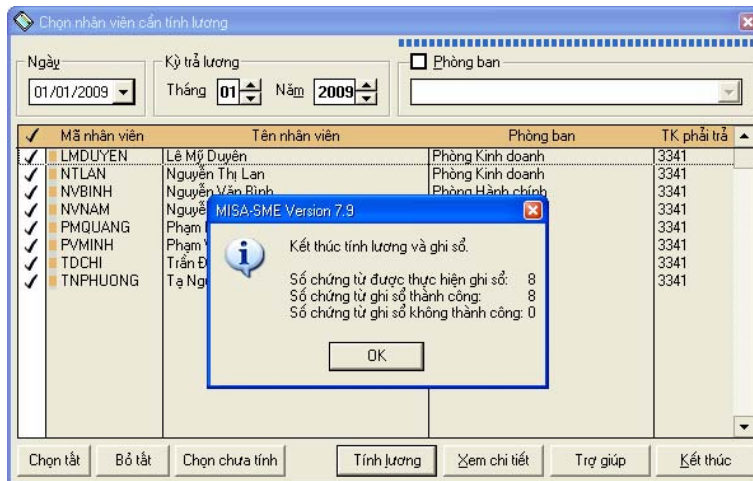 Chọn nhân viên cần tính lương
Ngày
Kỳ trả lương
Phòng ban
01/01/2009
Tháng 01 Năm 2009
Mã nhân viên Tên nhân viên Phòng ban TK phải trả
LMDUYEN Lê Mỹ Duyên Phòng Kinh doanh 3341
NTLAN Nguyễn Thị Lan Phòng Kinh doanh 3341
NVBINH Nguyễn Văn Bình Phòng Hành chính 3341
NVNAM 3341
PMQUANG Phạm 3341
PVMINH Phạm 3341
TDCHI Trần 3341
TNPHUONG Tạ 3341
MISA-SME Version 7.9
Kết thúc tính lương và ghi sổ.
Số chứng từ được thực hiện ghi sổ: 8
Số chứng từ ghi sổ thành công: 8
Số chứng từ ghi sổ không thành công: 0
OK
Chọn tất Bỏ tất Chọn chưa tính Tính lương Xem chi tiết Trợ giúp Kết thúc